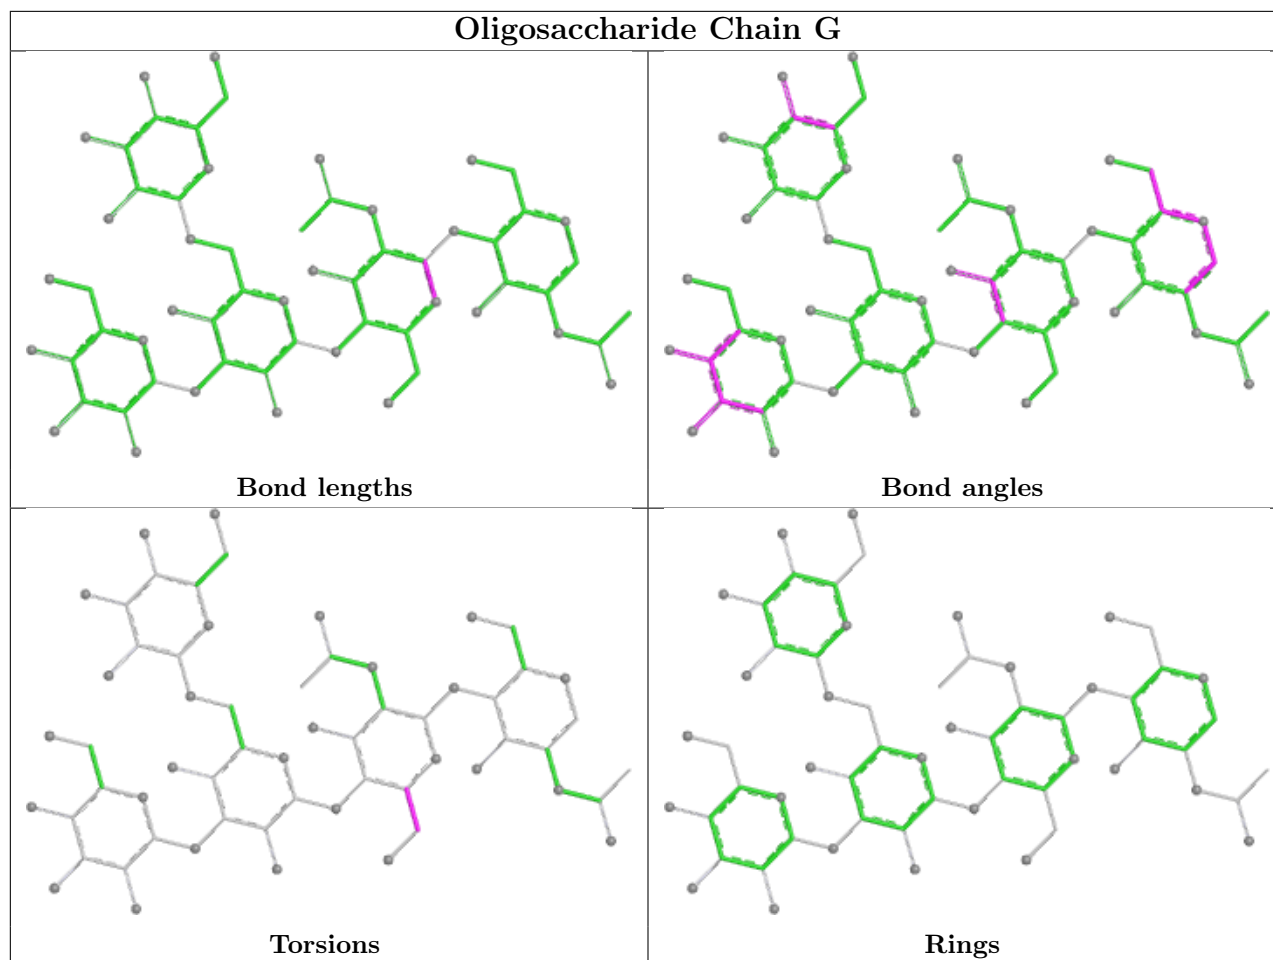 Oligosaccharide Chain G
Bond lengths
Bond angles
Torsions
Rings